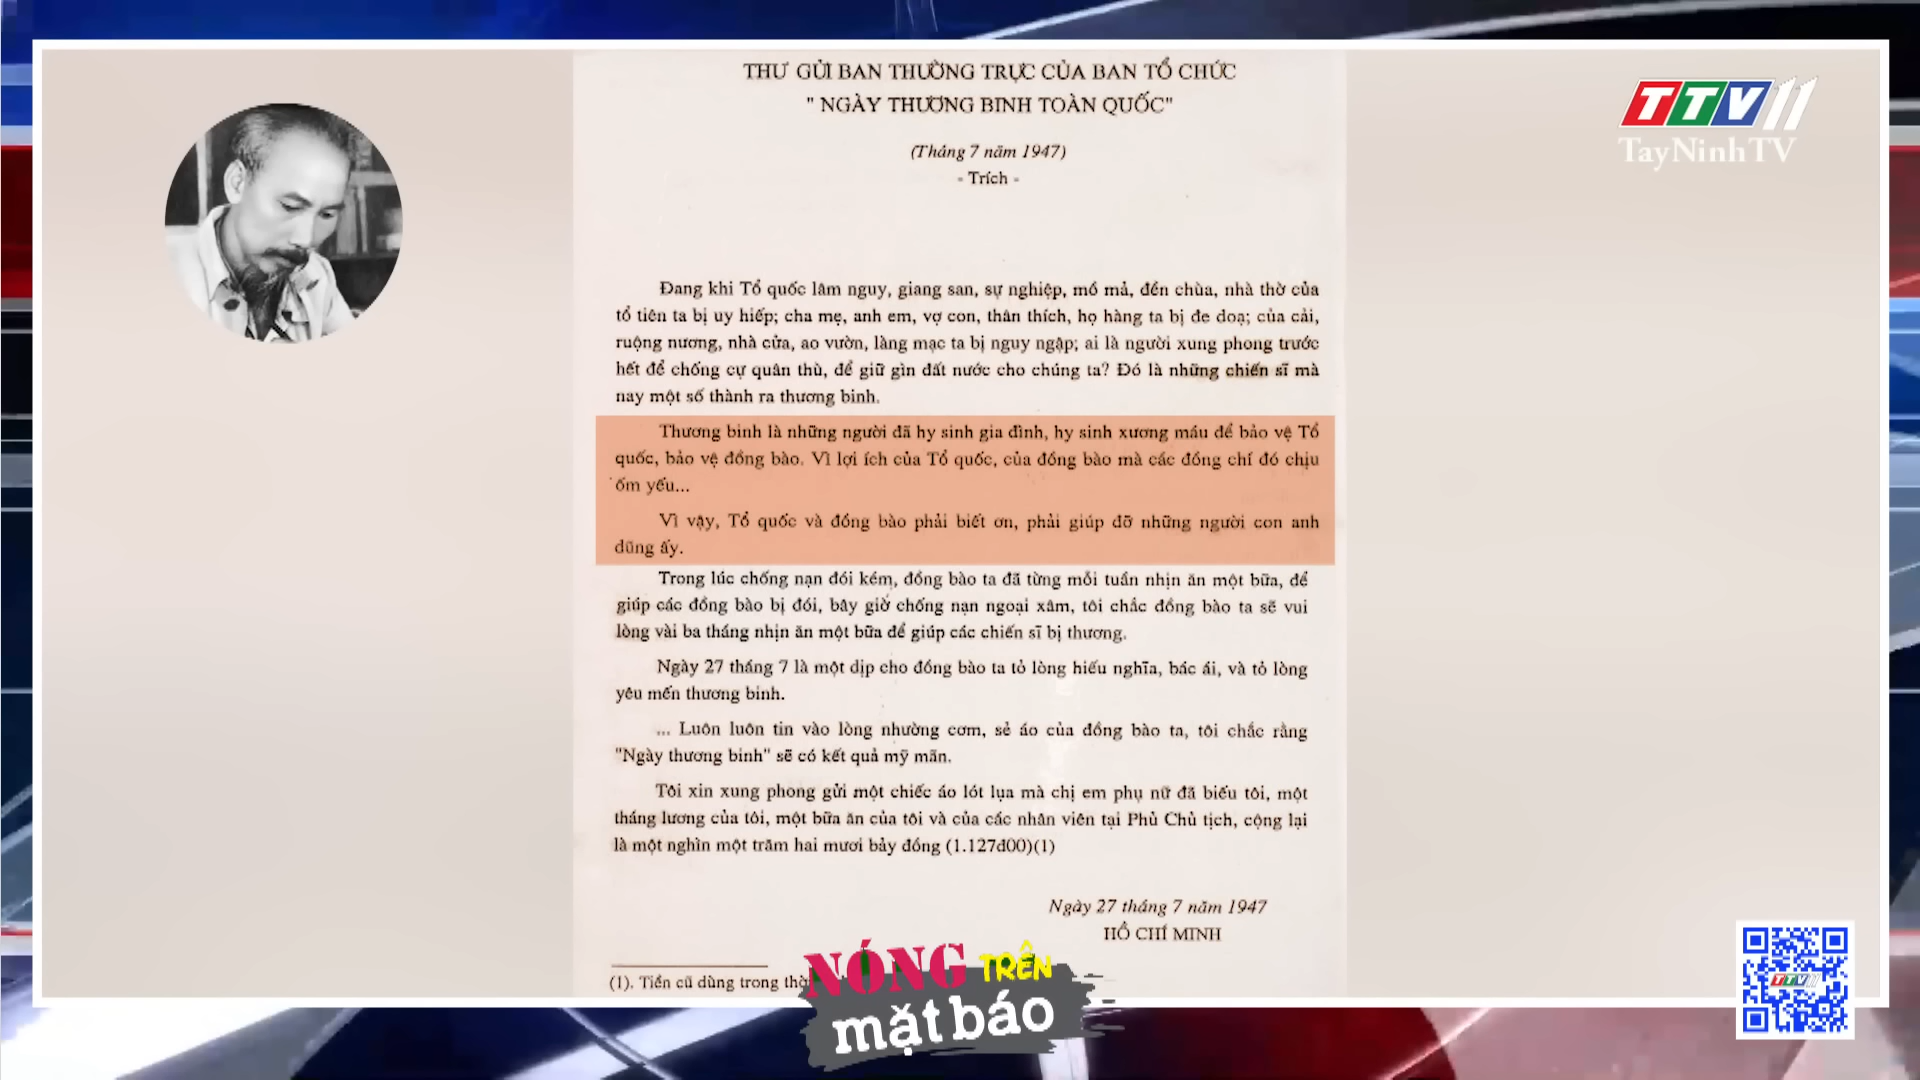 THƯ GỬI BAN THƯỜNG TRỰC CỦA BAN TỔ CHỨC
" NGÀY THƯƠNG BINH TOÀN QUỐC"
(Tháng 7 năm 1947)
- Trích -
TTV11
TayNinhTV
Đang khi Tổ quốc lâm nguy, giang san, sự nghiệp, mồ mả, đền chùa, nhà thờ của
tổ tiên ta bị uy hiếp; cha mẹ, anh em, vợ con, thân thích, họ hàng ta bị đe doạ; của cải,
ruộng nương, nhà cửa, ao vườn, làng mạc ta bị nguy ngập; ai là người xung phong trước
hết để chống cự quân thù, để giữ gìn đất nước cho chúng ta? Đó là những chiến sĩ mà
nay một số thành ra thương binh.
Thương binh là những người đã hy sinh gia đình, hy sinh xương máu để bảo vệ Tổ
quốc, bảo vệ đồng bào. Vì lợi ích của Tổ quốc, của đồng bào mà các đồng chí đó chịu
ốm yếu...
Vì vậy, Tổ quốc và đồng bào phải biết ơn, phải giúp đỡ những người con anh
dũng ấy.
Trong lúc chống nạn đói kém, đồng bào ta đã từng mỗi tuần nhịn ăn một bữa, để
giúp các đồng bào bị đói, bây giờ chống nạn ngoại xâm, tôi chắc đồng bào ta sẽ vui
lòng vài ba tháng nhịn ăn một bữa để giúp các chiến sĩ bị thương.
Ngày 27 tháng 7 là một dịp cho đồng bào ta tỏ lòng hiếu nghĩa, bác ái, và tỏ lòng
yêu mến thương binh.
... Luôn luôn tin vào lòng nhường cơm, sẻ áo của đồng bào ta, tôi chắc rằng
"Ngày thương binh" sẽ có kết quả mỹ mãn.
Tôi xin xung phong gửi một chiếc áo lót lụa mà chị em phụ nữ đã biếu tôi, một
tháng lương của tôi, một bữa ăn của tôi và của các nhân viên tại Phủ Chủ tịch, cộng lại
là một nghìn một trăm hai mươi bảy đồng (1.127đ00)(1)
Ngày 27 tháng 7 năm 1947
HỒ CHÍ MINH
(1). Tiền cũ dùng trong
NÓNG TRÊN
mặt báo
TTV11